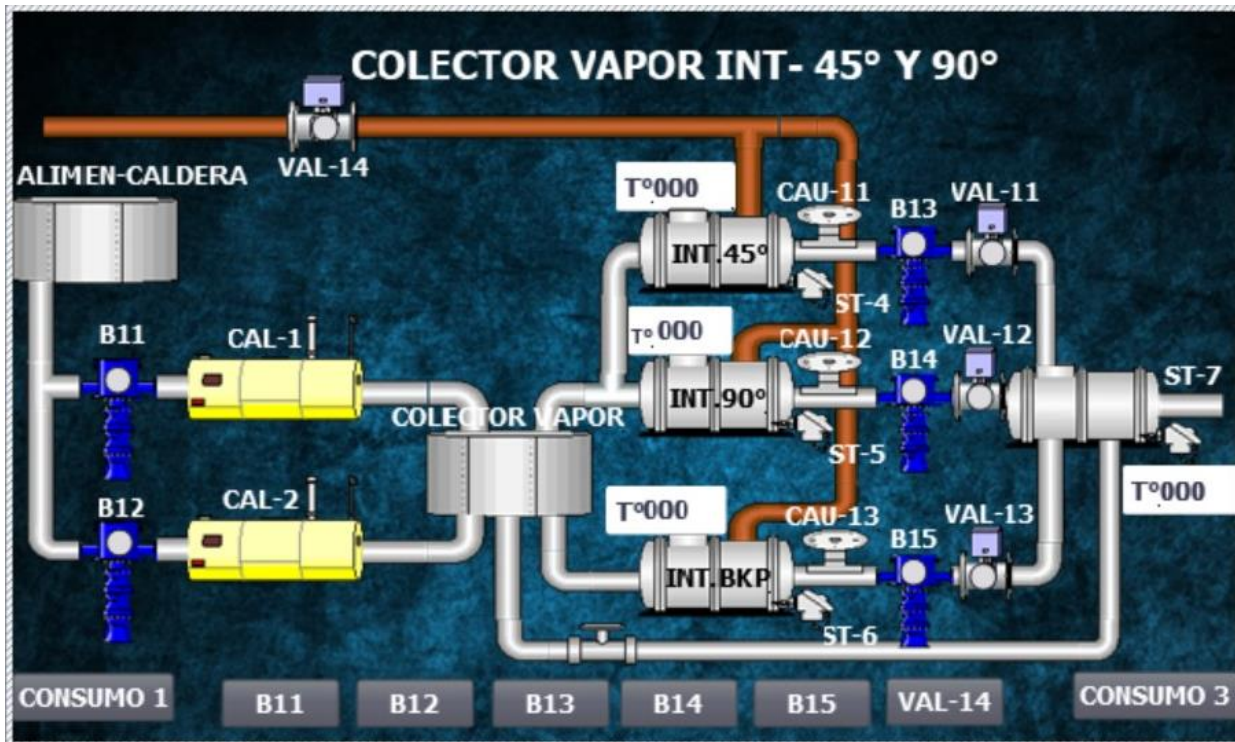 COLECTOR VAPOR INT- 45° Y 90°
VAL-14
ALIMEN-CALDERA
T°000
CAU-11
B13
VAL-11
INT.45°
ST-4
T° 000
CAU-12
B14
VAL-12
INT.90°
ST-5
ST-7
B11
CAL-1
COLECTOR VAPOR
T°000
B12
CAL-2
T°000
CAU-13
B15
VAL-13
INT.BKP
ST-6
CONSUMO 1
B11
B12
B13
B14
B15
VAL-14
CONSUMO 3